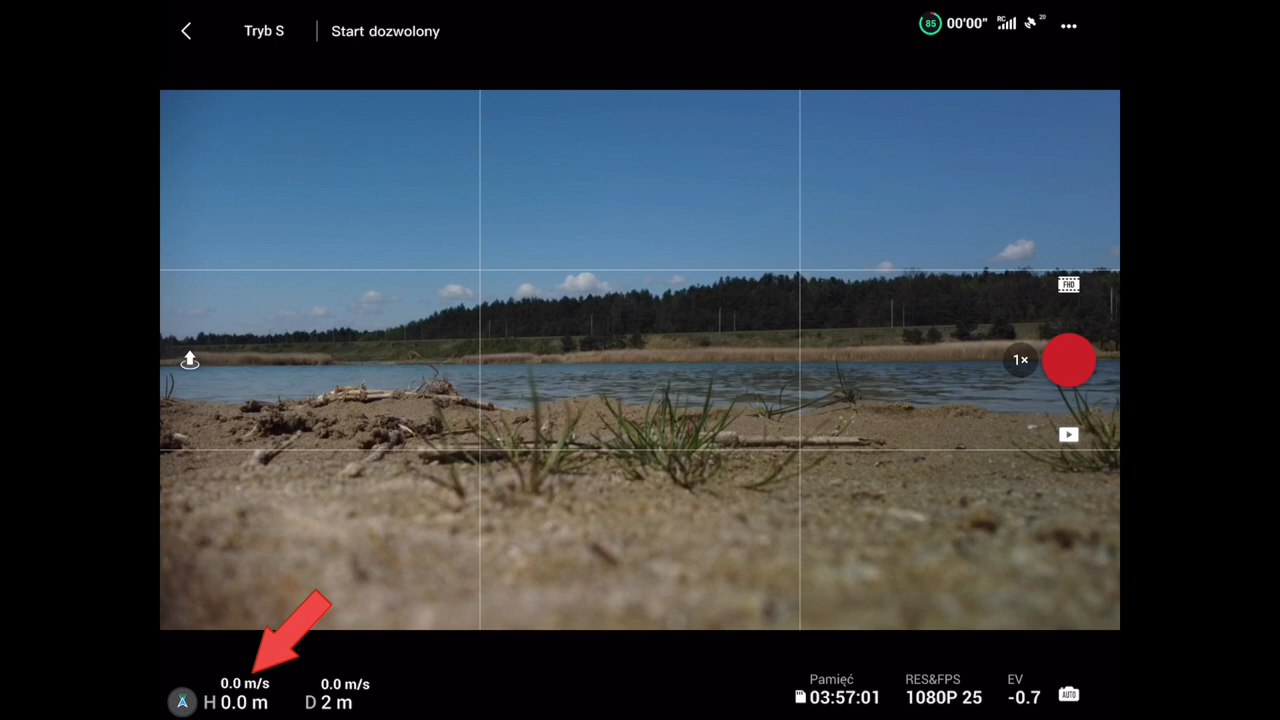 Tryb S
Start dozwolony
85 00'00" RC 20
FHD
1×
0.0 m/s
H 0.0 m
0.0 m/s
D 2 m
Pamięć
03:57:01
RES&FPS
1080P 25
EV
-0.7
AUTO